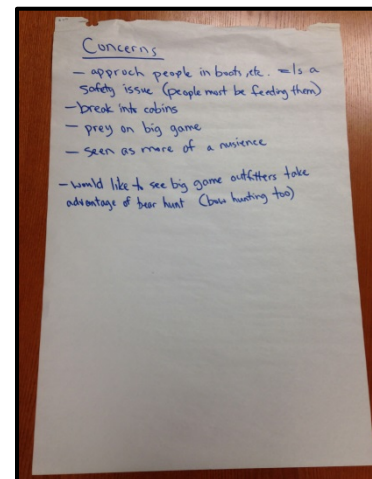 Concerns
- approch people in boats, etc. = Is a
safety issue (people must be feeding them)
- break into cabins
- prey on big game
- seen as more of a nusience
- would like to see big game outfitters take
advantage of bear hunt (bow hunting too)